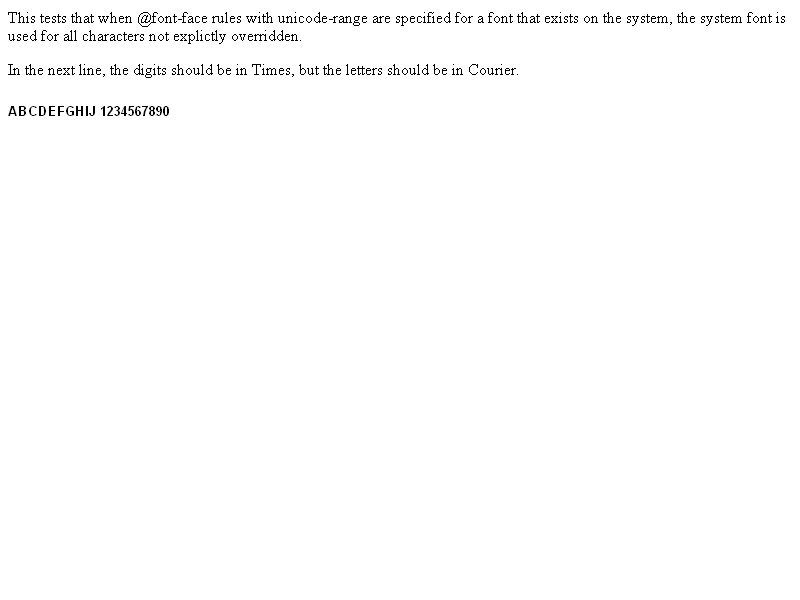 This tests that when @font-face rules with unicode-range are specified for a font that exists on the system, the system font is
used for all characters not explictly overridden.
In the next line, the digits should be in Times, but the letters should be in Courier.
ABCDEFGHIJ 1234567890